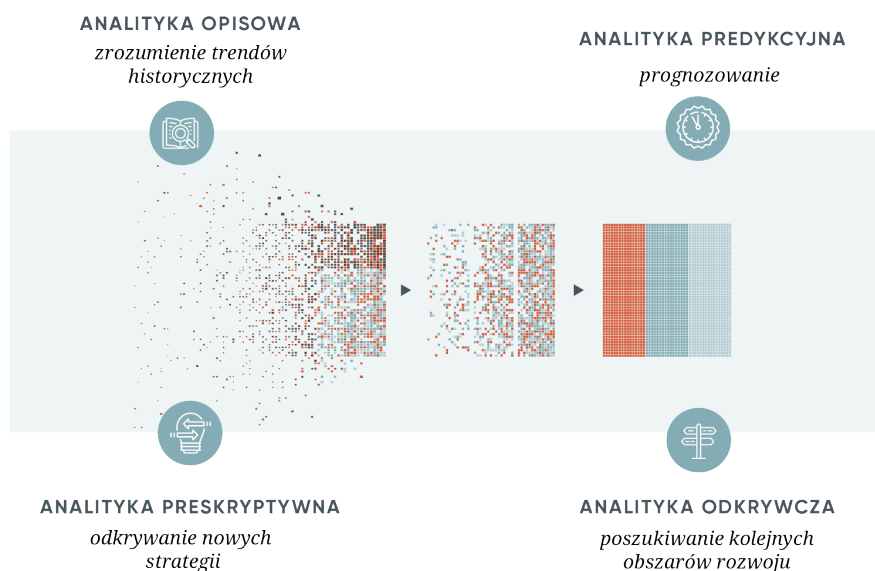 ANALITYKA OPISOWA
zrozumienie trendów
historycznych
ANALITYKA PREDYKCYJNA
prognozowanie
ANALITYKA PRESKRYPTYWNA
odkrywanie nowych
strategii
ANALITYKA ODKRYWCZA
poszukiwanie kolejnych
obszarów rozwoju